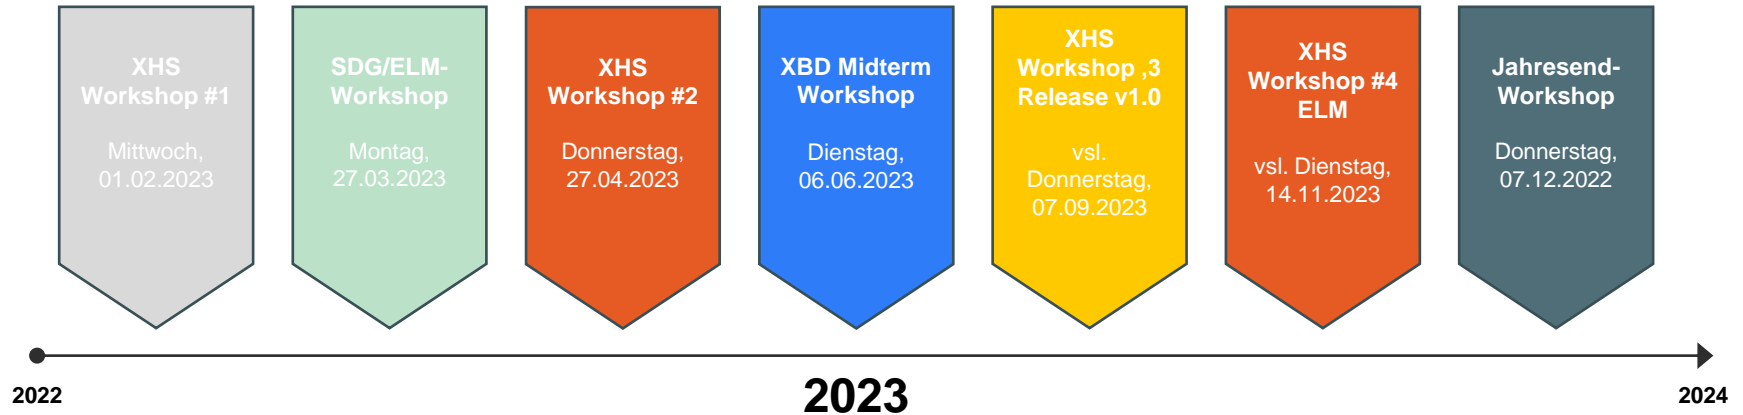 XHS
Workshop #1
Mittwoch,
01.02.2023
SDG/ELM-
Workshop
Montag,
27.03.2023
XHS
Workshop #2
Donnerstag,
27.04.2023
XBD Midterm
Workshop
Dienstag,
06.06.2023
XHS
Workshop ,3
Release v1.0
vsl.
Donnerstag,
07.09.2023
XHS
Workshop #4
ELM
vsl. Dienstag,
14.11.2023
Jahresend-
Workshop
Donnerstag,
07.12.2022
2022
2023
2024